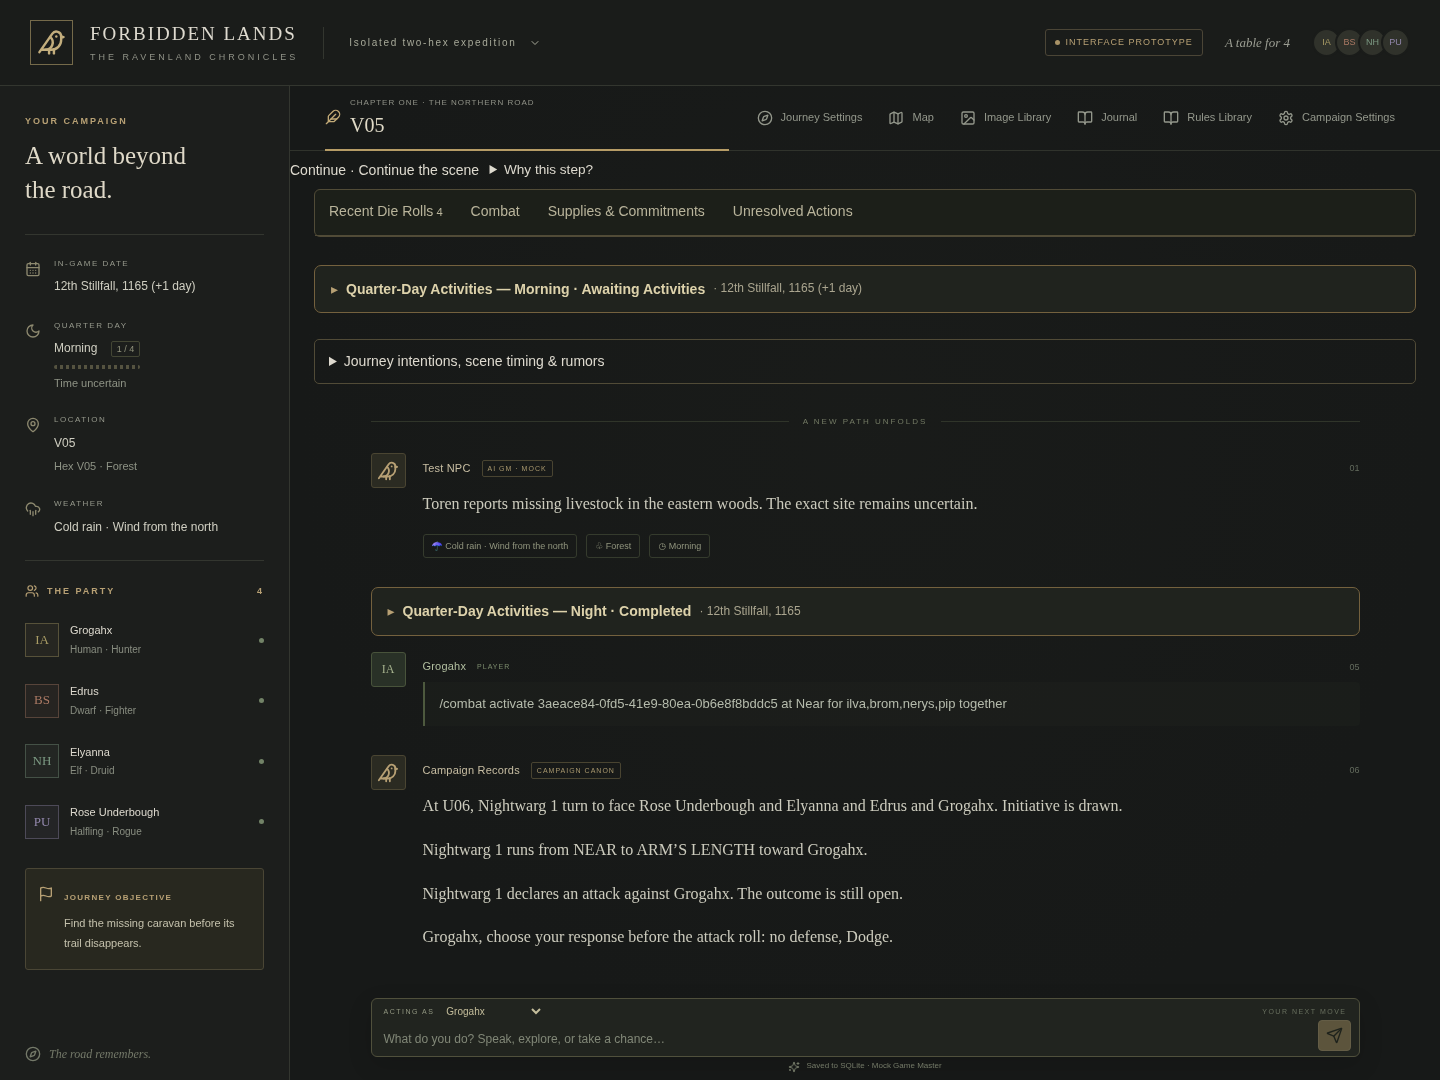 FORBIDDEN LANDS
THE RAVENLAND CHRONICLES
Isolated two-hex expedition
INTERFACE PROTOTYPE
A table for 4
IA BS NH PU
YOUR CAMPAIGN
A world beyond
the road.
IN-GAME DATE
12th Stillfall, 1165 (+1 day)
QUARTER DAY
Morning 1 / 4
Time uncertain
LOCATION
V05
Hex V05 · Forest
WEATHER
Cold rain · Wind from the north
THE PARTY 4
IA Grogahx
Human · Hunter
BS Edrus
Dwarf · Fighter
NH Elyanna
Elf · Druid
PU Rose Underbough
Halfling · Rogue
JOURNEY OBJECTIVE
Find the missing caravan before its
trail disappears.
The road remembers.
CHAPTER ONE · THE NORTHERN ROAD
V05
Journey Settings Map Image Library Journal Rules Library Campaign Settings
Continue · Continue the scene ▶ Why this step?
Recent Die Rolls 4 Combat Supplies & Commitments Unresolved Actions
▸ Quarter-Day Activities — Morning · Awaiting Activities · 12th Stillfall, 1165 (+1 day)
▶ Journey intentions, scene timing & rumors
A NEW PATH UNFOLDS
Test NPC AI GM · MOCK 01
Toren reports missing livestock in the eastern woods. The exact site remains uncertain.
☔ Cold rain · Wind from the north ♧ Forest ◷ Morning
▸ Quarter-Day Activities — Night · Completed · 12th Stillfall, 1165
IA Grogahx PLAYER 05
/combat activate 3aeace84-0fd5-41e9-80ea-0b6e8f8bddc5 at Near for ilva,brom,nerys,pip together
Campaign Records CAMPAIGN CANON 06
At U06, Nightwarg 1 turn to face Rose Underbough and Elyanna and Edrus and Grogahx. Initiative is drawn.
Nightwarg 1 runs from NEAR to ARM’S LENGTH toward Grogahx.
Nightwarg 1 declares an attack against Grogahx. The outcome is still open.
Grogahx, choose your response before the attack roll: no defense, Dodge.
ACTING AS Grogahx YOUR NEXT MOVE
What do you do? Speak, explore, or take a chance…
Saved to SQLite · Mock Game Master